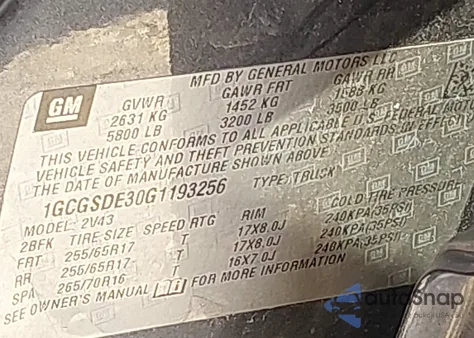 GM
MFD BY GENERAL MOTORS LLC
GVWR GAWR FRT GAWR RR
2631 KG 1452 KG 1588 KG
5800 LB 3200 LB 3500 LB
THIS VEHICLE CONFORMS TO ALL APPLICABLE U S FEDERAL MOTOR
VEHICLE SAFETY AND THEFT PREVENTION STANDARDS IN EFFECT
THE DATE OF MANUFACTURE SHOWN ABOVE.
1GCGSDE30G1193256 TYPE: TRUCK
MODEL: 2V43
2BFK TIRE SIZE SPEED RTG RIM COLD TIRE PRESSURE
FRT 255/65R17 T 17X8.0J 240KPA(35PSI)
RR 255/65R17 T 17X8.0J 240KPA(35PSI)
SPA 265/70R16 T 16X7.0J 240KPA(35PSI)
SEE OWNER'S MANUAL FOR MORE INFORMATION
autoSnap